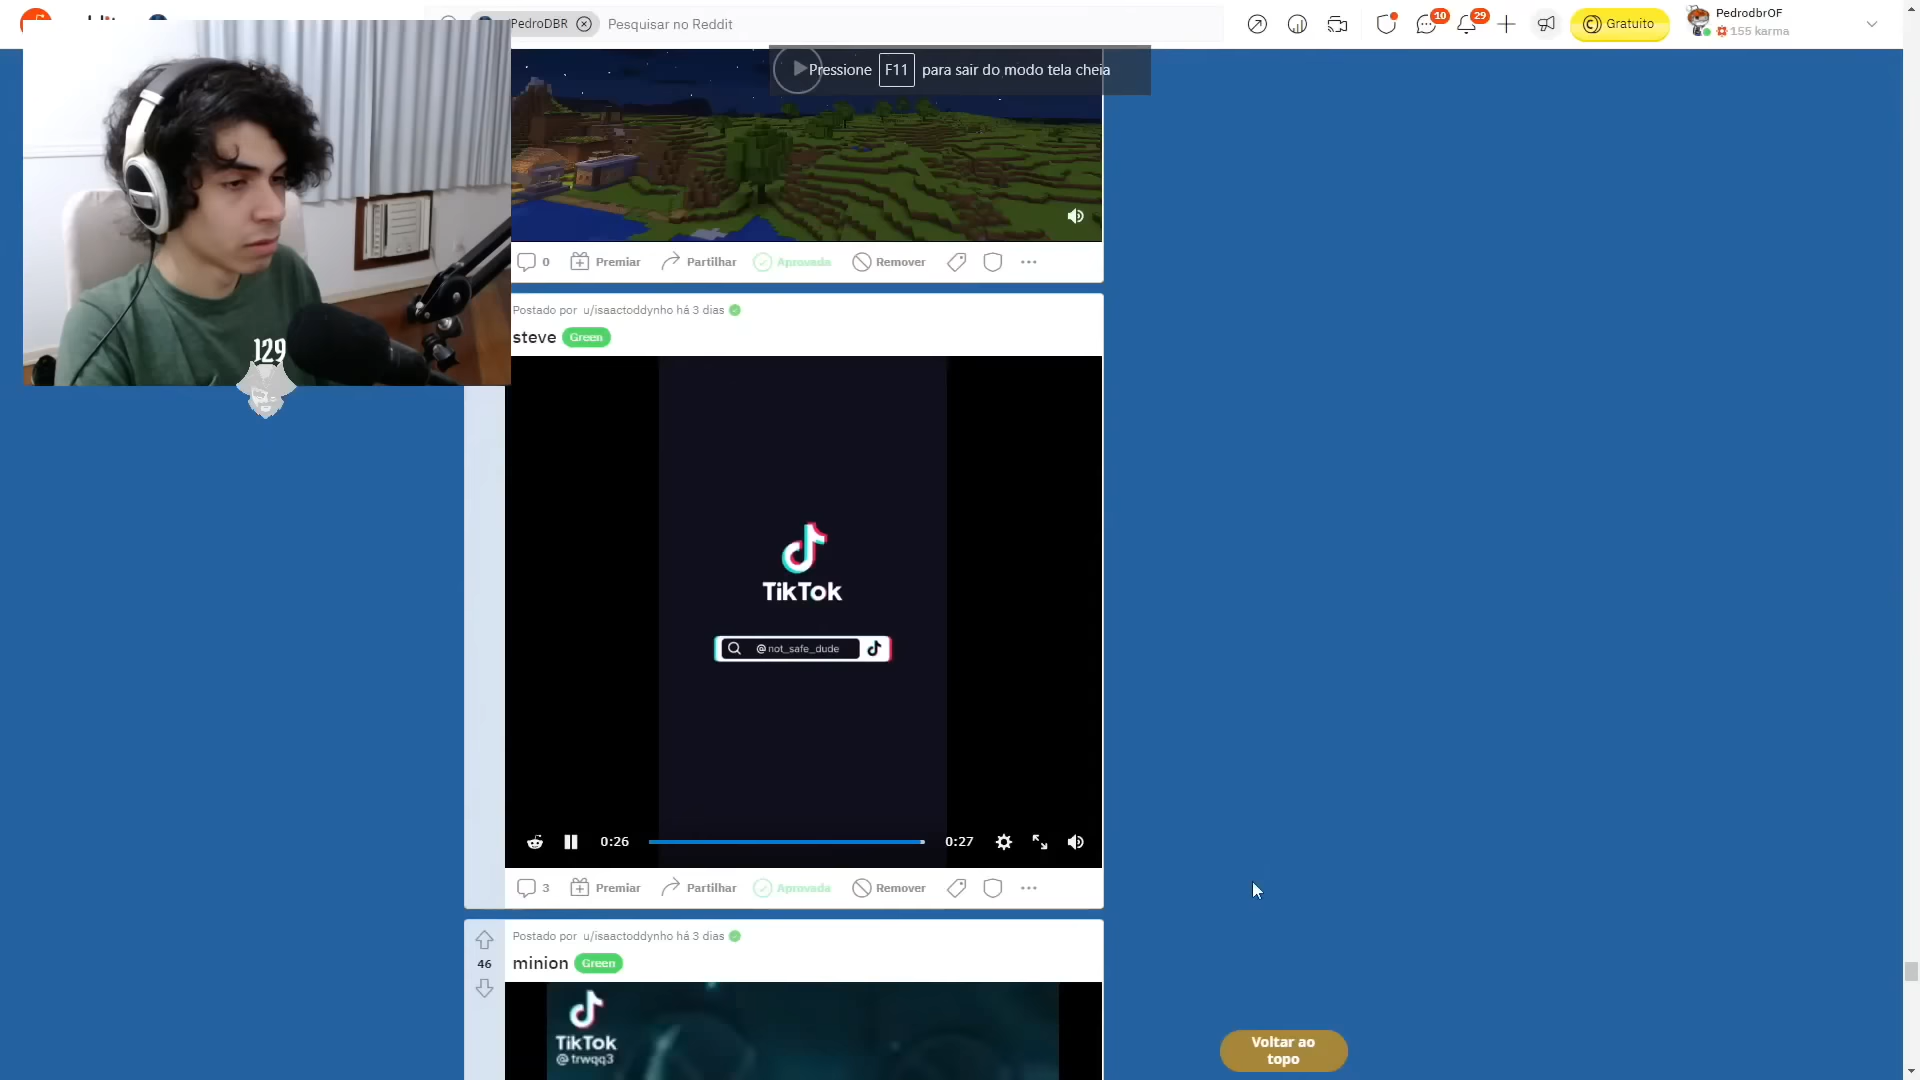 PedroDBR
Pesquisar no Reddit
10
29
Gratuito
PedrodbrOF
155 karma
Pressione F11 para sair do modo tela cheia
0 Premiar Partilhar Aprovada Remover
Postado por u/isaactoddynho há 3 dias
steve Green
129
TikTok
@not_safe_dude
0:26
0:27
3 Premiar Partilhar Aprovada Remover
Postado por u/isaactoddynho há 3 dias
46
minion Green
TikTok
@trwqq3
Voltar ao
topo